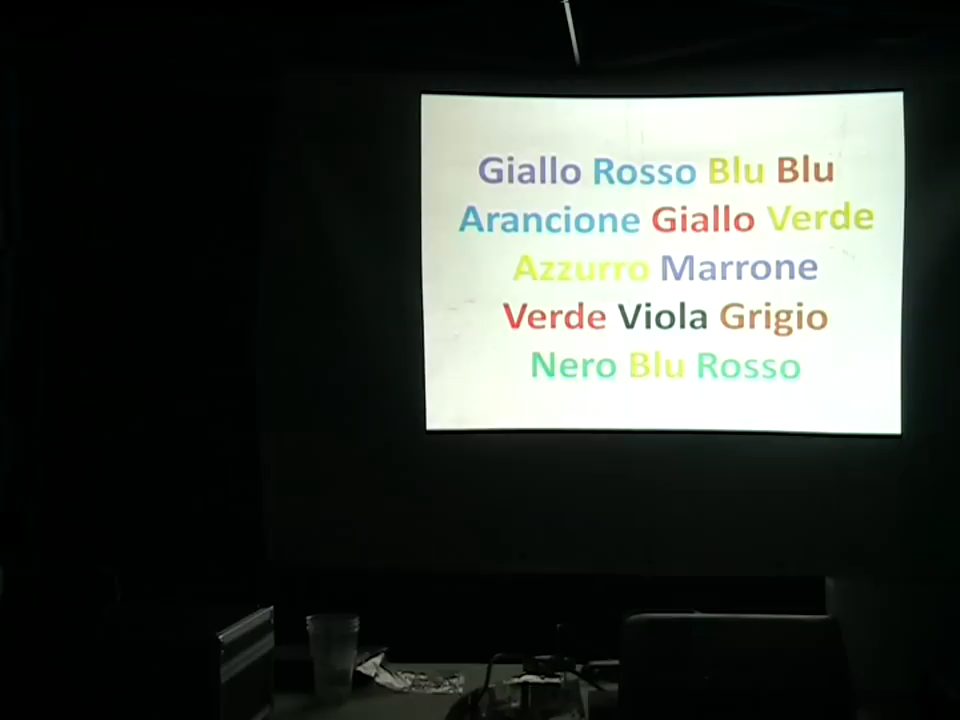 Giallo Rosso Blu Blu
Arancione Giallo Verde
Azzurro Marrone
Verde Viola Grigio
Nero Blu Rosso